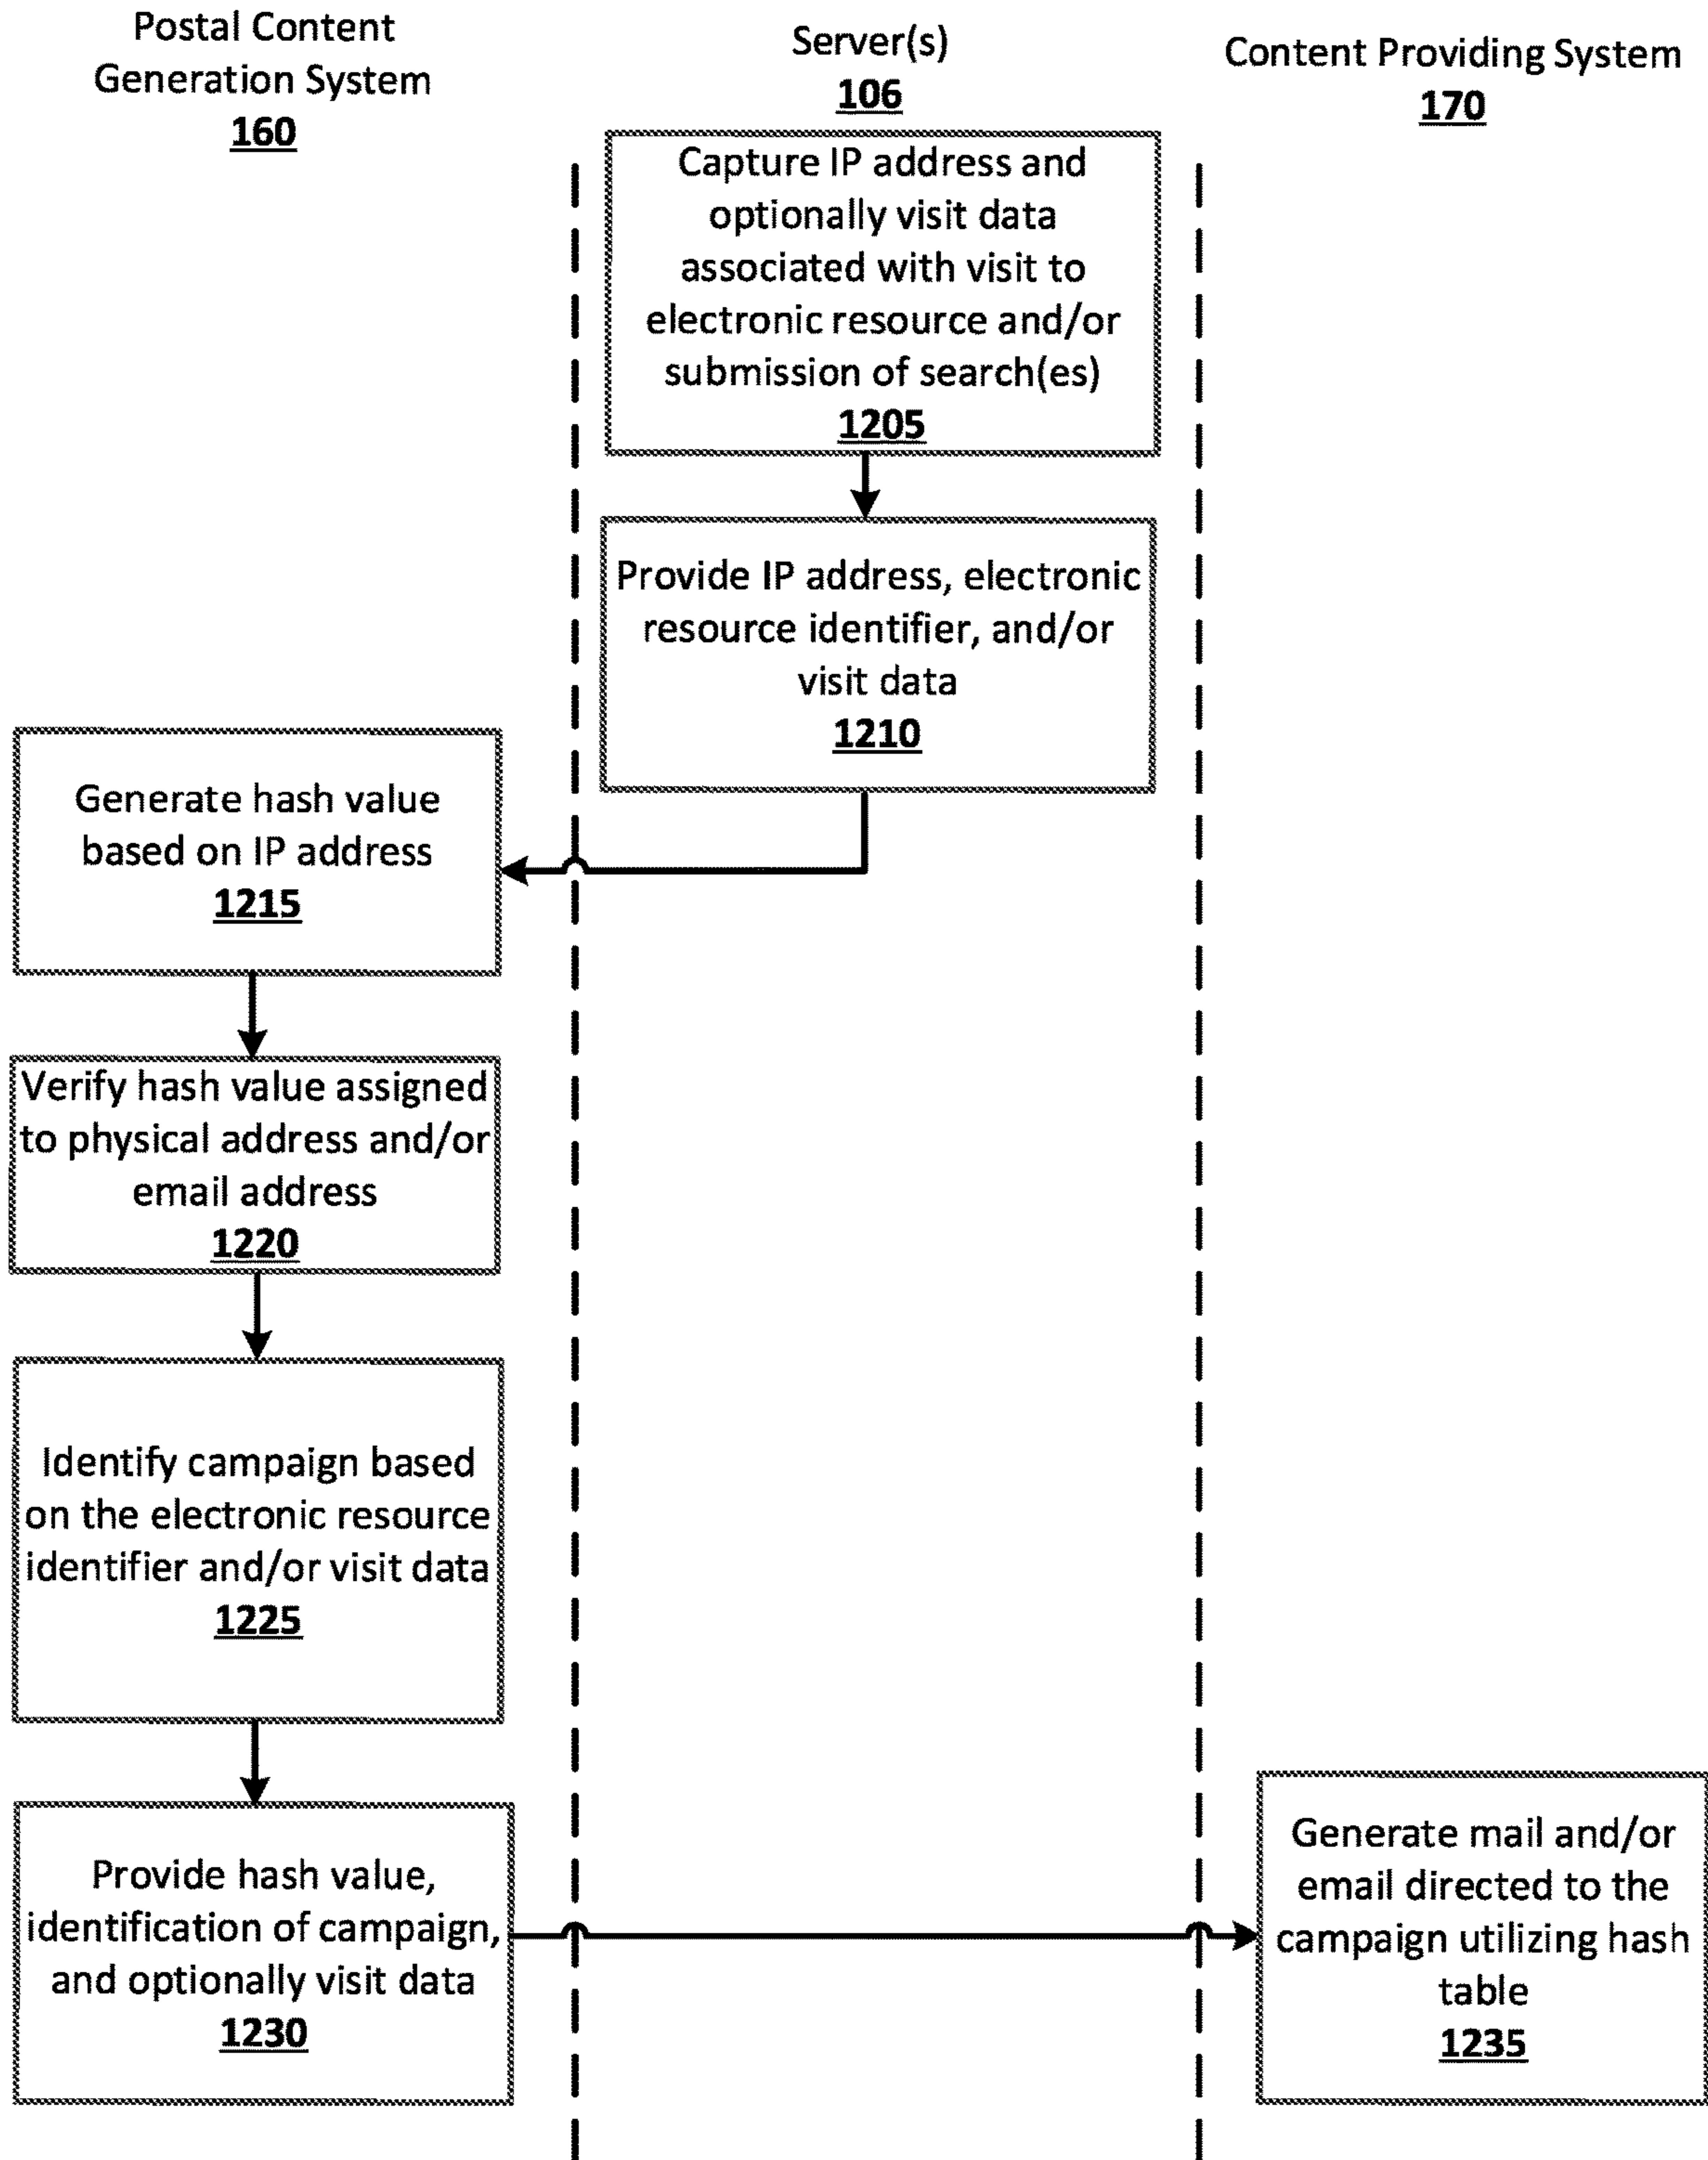 Postal Content
Generation System
160
Server(s)
106
Content Providing System
170
Capture IP address and
optionally visit data
associated with visit to
electronic resource and/or
submission of search(es)
1205
Provide IP address, electronic
resource identifier, and/or
visit data
1210
Generate hash value
based on IP address
1215
Verify hash value assigned
to physical address and/or
email address
1220
Identify campaign based
on the electronic resource
identifier and/or visit data
1225
Provide hash value,
identification of campaign,
and optionally visit data
1230
Generate mail and/or
email directed to the
campaign utilizing hash
table
1235